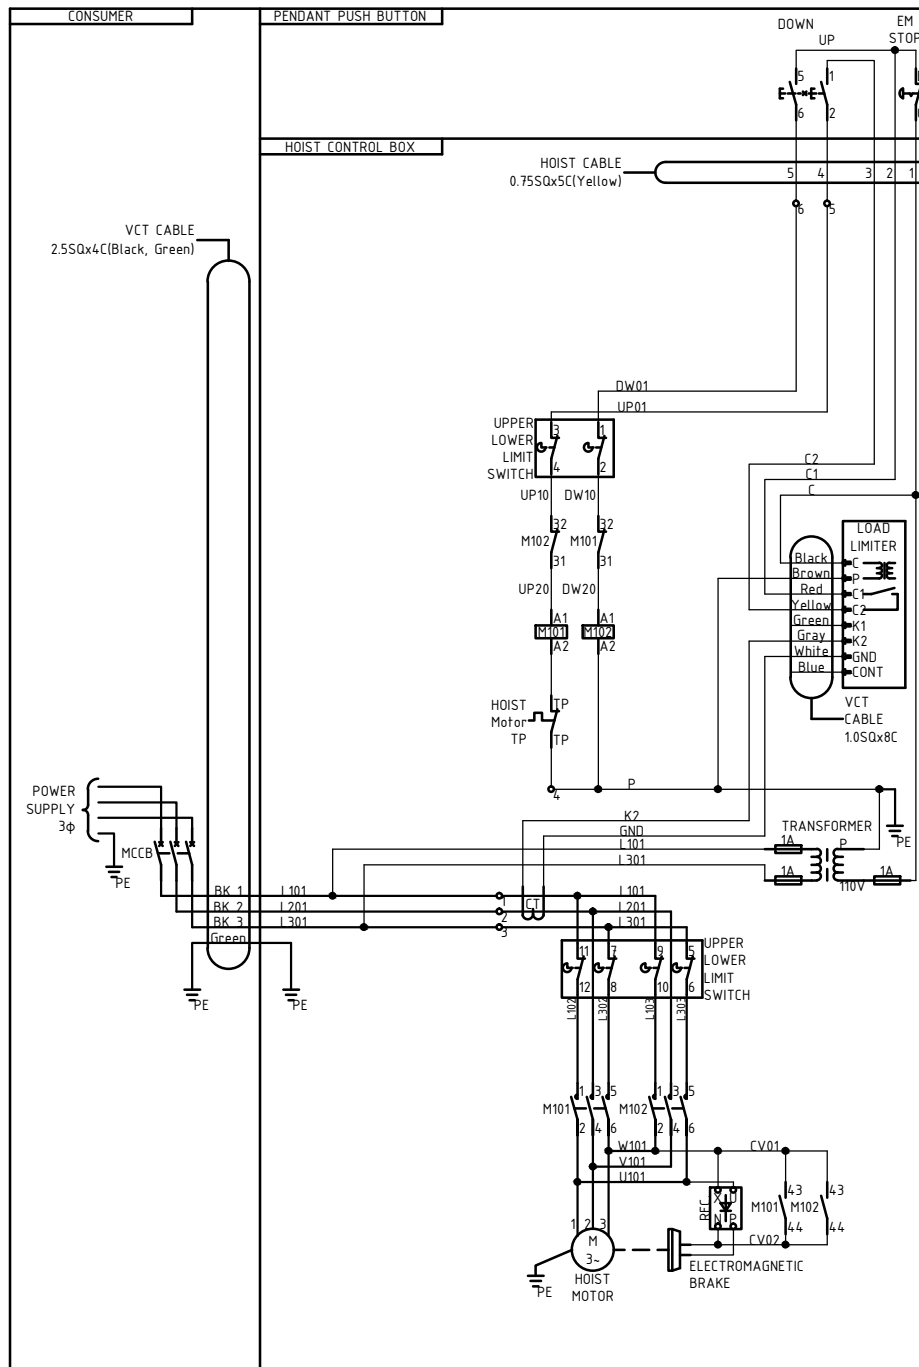 CONSUMER
PENDANT PUSH BUTTON
DOWN
UP
EM
STOP
5
1
6
2
HOIST CONTROL BOX
HOIST CABLE
0.75SQx5C(Yellow)
5
4
3
2
1
6
5
VCT CABLE
2.5SQx4C(Black, Green)
DW01
UP01
UPPER
LOWER
LIMIT
SWITCH
3
1
4
2
UP10
DW10
C2
C1
C
32
32
M102
M101
31
31
UP20
DW20
LOAD
LIMITER
Black
C
Brown
P
Red
C1
Yellow
C2
Green
K1
Gray
K2
White
GND
Blue
CONT
A1
A1
M101
M102
A2
A2
VCT
CABLE
1.0SQx8C
HOIST
Motor
TP
TP
TP
P
4
POWER
SUPPLY
3φ
MCCB
PE
K2
GND
L101
L301
TRANSFORMER
1A
P
1A
110V
1A
PE
BK 1
L101
1
CT
L101
BK 2
L201
2
L201
BK 3
L301
3
L301
Green
PE
PE
UPPER
LOWER
LIMIT
SWITCH
11
7
9
5
12
8
10
6
L102
L302
L103
L303
M101
1
3
5
2
4
6
M102
1
3
5
2
4
6
W101
V101
U101
CV01
REC
X
U
N
P
M101
43
44
M102
43
44
CV02
1
2
3
M
3~
PE
HOIST
MOTOR
ELECTROMAGNETIC
BRAKE